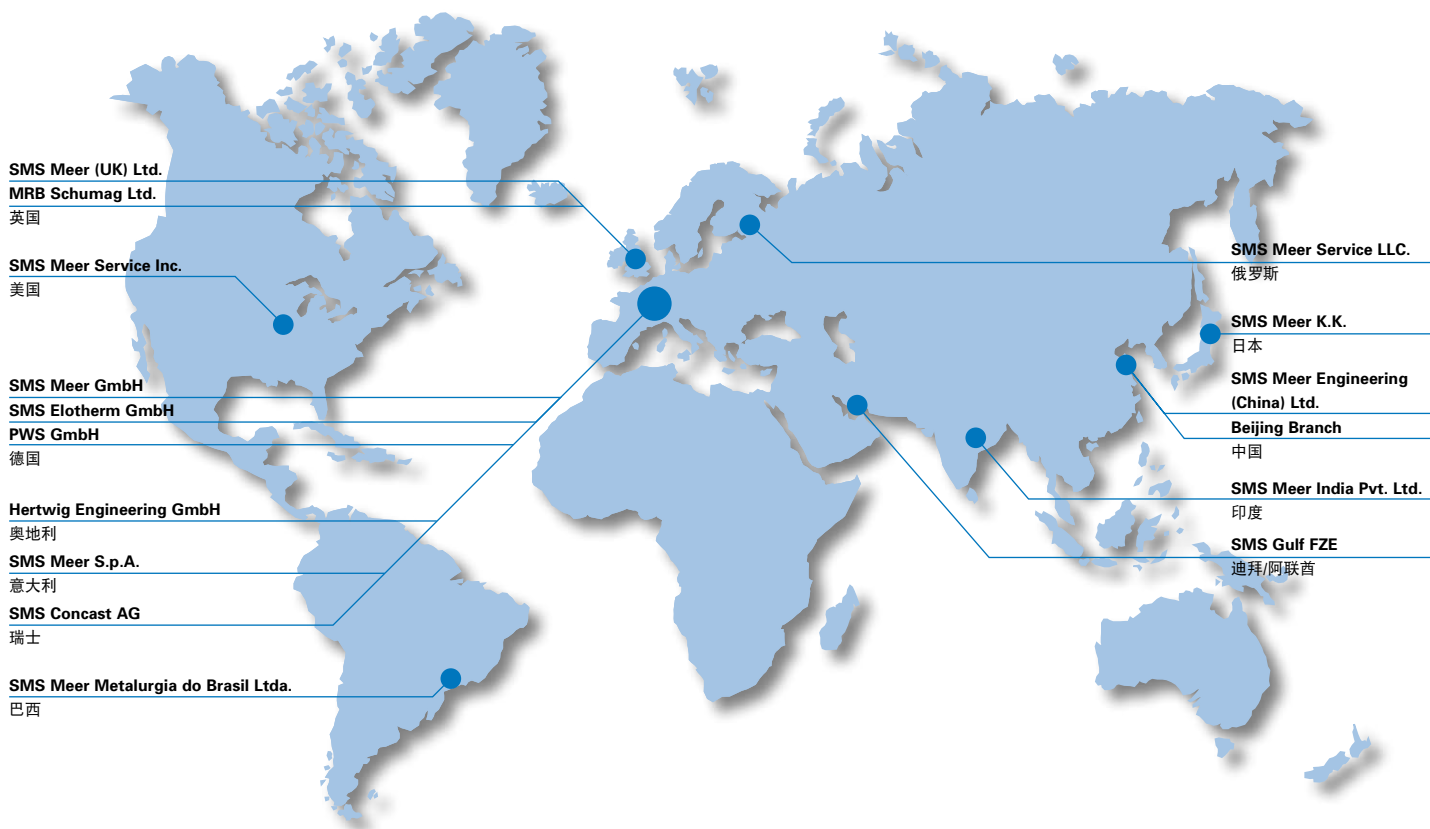 SMS Meer (UK) Ltd.
MRB Schumag Ltd.
英国
SMS Meer Service Inc.
美国
SMS Meer GmbH
SMS Elotherm GmbH
PWS GmbH
德国
Hertwig Engineering GmbH
奥地利
SMS Meer S.p.A.
意大利
SMS Concast AG
瑞士
SMS Meer Metalurgia do Brasil Ltda.
巴西
SMS Meer Service LLC.
俄罗斯
SMS Meer K.K.
日本
SMS Meer Engineering
(China) Ltd.
Beijing Branch
中国
SMS Meer India Pvt. Ltd.
印度
SMS Gulf FZE
迪拜/阿联酋